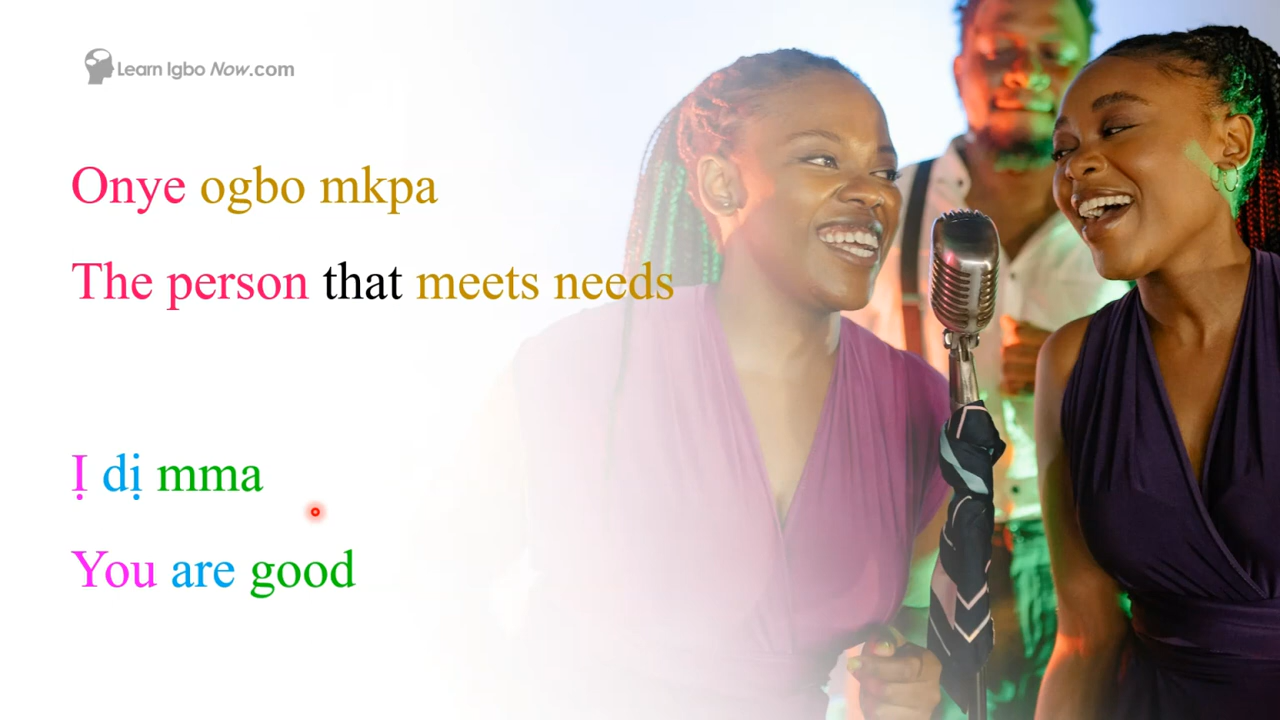 Learn Igbo Now.com
Onye ogbo mkpa
The person that meets needs
Ị dị mma
You are good